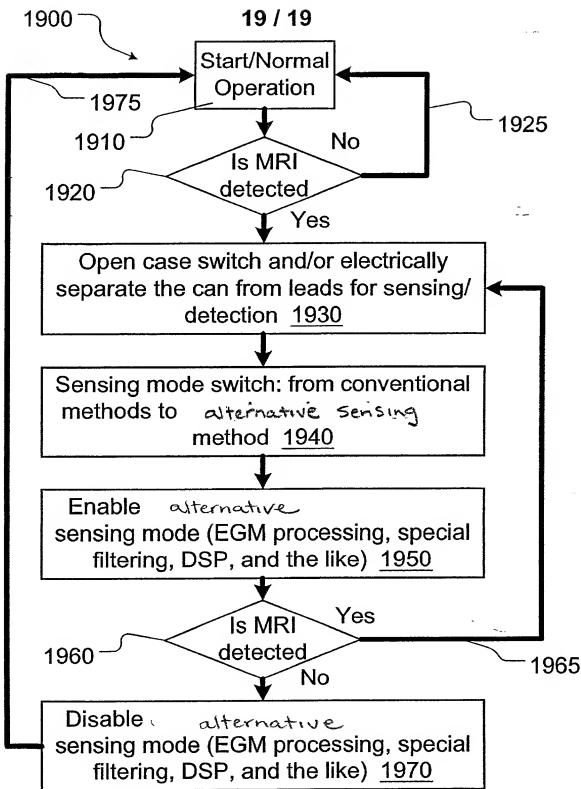 1900
19 / 19
Start/Normal
Operation
1975
1910
1925
No
Is MRI
detected
1920
Yes
Open case switch and/or electrically
separate the can from leads for sensing/
detection 1930
Sensing mode switch: from conventional
methods to alternative sensing
method 1940
Enable alternative
sensing mode (EGM processing, special
filtering, DSP, and the like) 1950
Yes
Is MRI
detected
1960
1965
No
Disable alternative
sensing mode (EGM processing, special
filtering, DSP, and the like) 1970